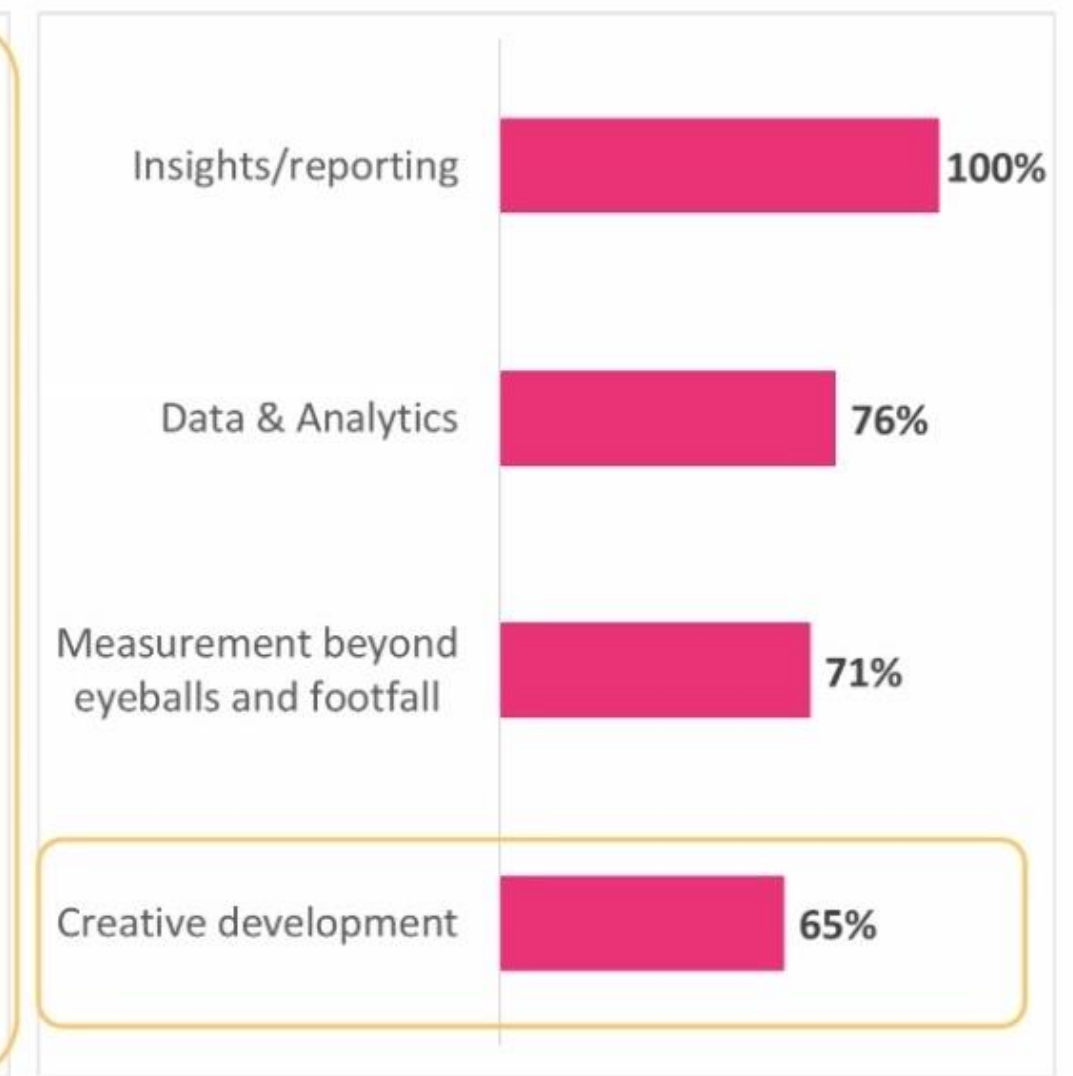 Insights/reporting 100%
Data & Analytics 76%
Measurement beyond
eyeballs and footfall 71%
Creative development 65%